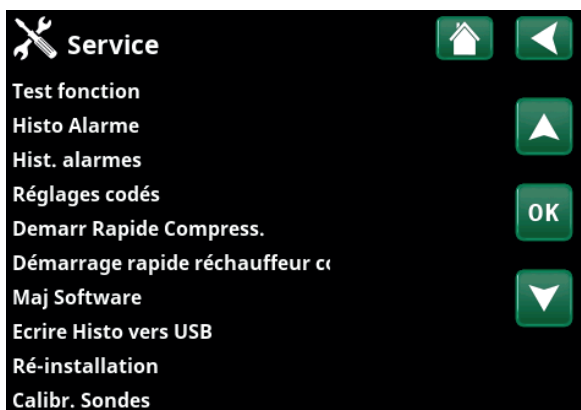 Service
Test fonction
Histo Alarme
Hist. alarmes
Réglages codés
OK
Demarr Rapide Compress.
Démarrage rapide réchauffeur co
Maj Software
Ecrire Histo vers USB
Ré-installation
Calibr. Sondes